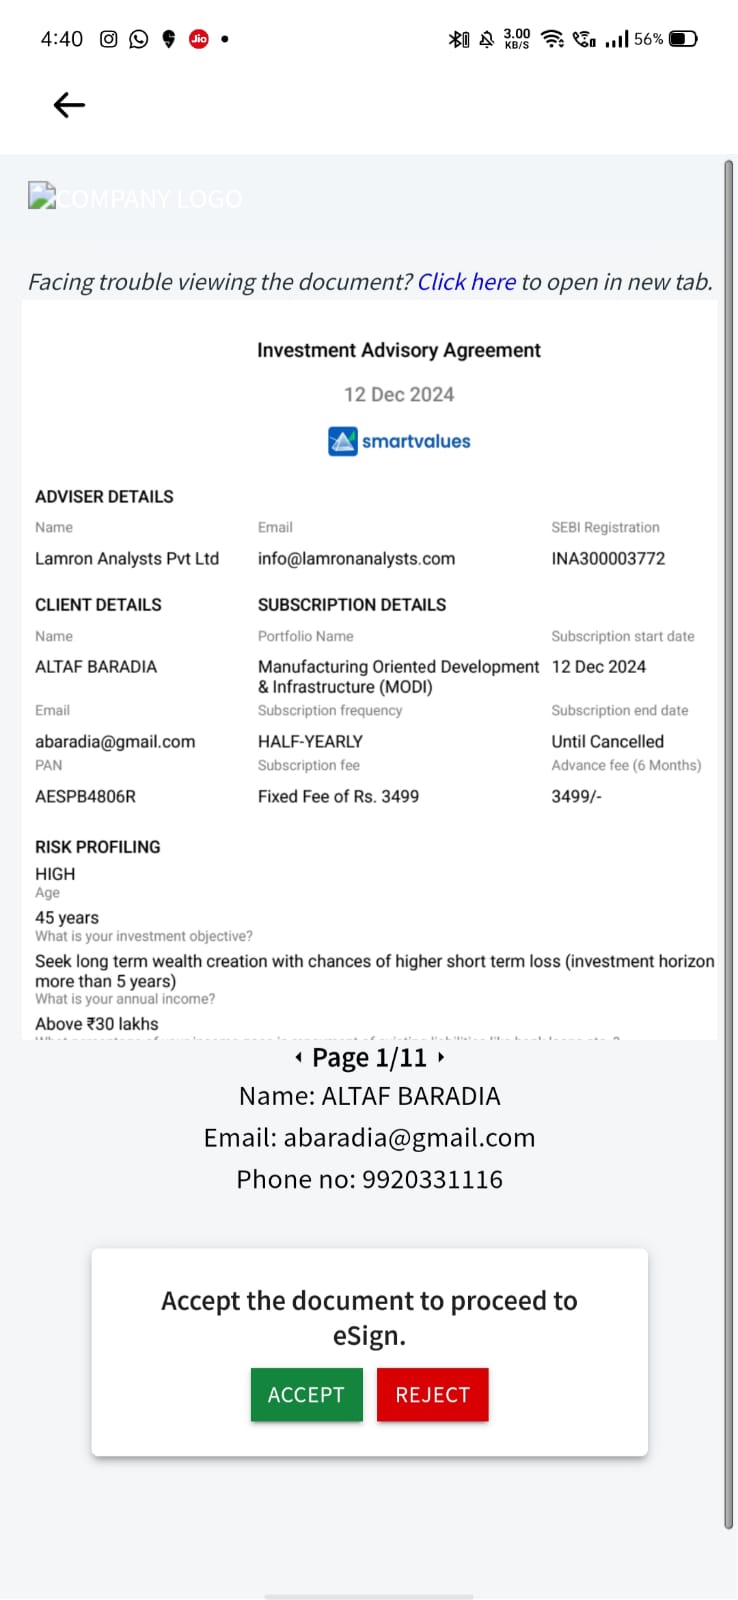 4:40 Jio 3.00 KB/S 56%
COMPANY LOGO
Facing trouble viewing the document? Click here to open in new tab.
Investment Advisory Agreement
12 Dec 2024
smartvalues
ADVISER DETAILS
Name Email SEBI Registration
Lamron Analysts Pvt Ltd info@lamronanalysts.com INA300003772
CLIENT DETAILS SUBSCRIPTION DETAILS
Name Portfolio Name Subscription start date
ALTAF BARADIA Manufacturing Oriented Development 12 Dec 2024
& Infrastructure (MODI)
Email Subscription frequency Subscription end date
abaradia@gmail.com HALF-YEARLY Until Cancelled
PAN Subscription fee Advance fee (6 Months)
AESPB4806R Fixed Fee of Rs. 3499 3499/-
RISK PROFILING
HIGH
Age
45 years
What is your investment objective?
Seek long term wealth creation with chances of higher short term loss (investment horizon
more than 5 years)
What is your annual income?
Above ₹30 lakhs
Page 1/11
Name: ALTAF BARADIA
Email: abaradia@gmail.com
Phone no: 9920331116
Accept the document to proceed to
eSign.
ACCEPT REJECT